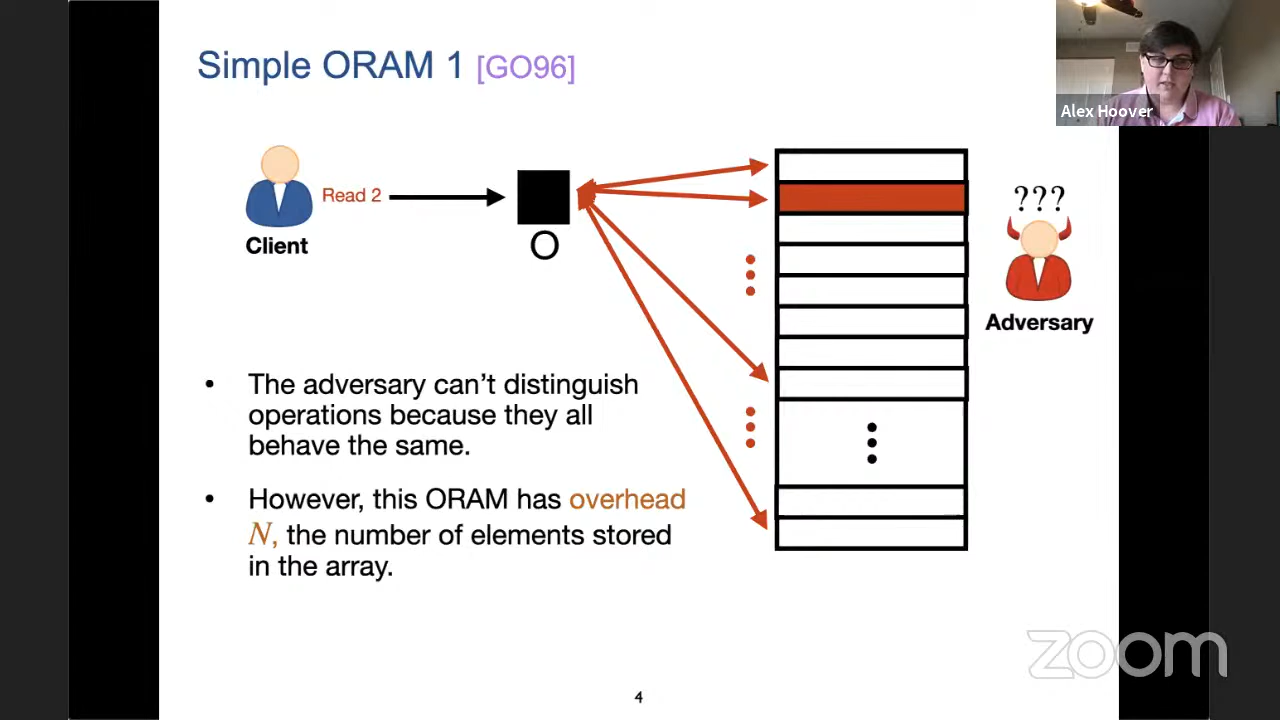 Simple ORAM 1 [GO96]
Alex Hoover
Read 2
Client
O
???
Adversary
• The adversary can't distinguish
operations because they all
behave the same.
• However, this ORAM has overhead
N, the number of elements stored
in the array.
zoom
4